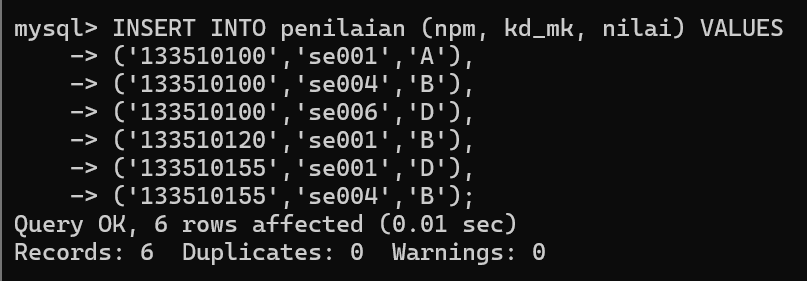 mysql> INSERT INTO penilaian (npm, kd_mk, nilai) VALUES
    -> ('133510100','se001','A'),
    -> ('133510100','se004','B'),
    -> ('133510100','se006','D'),
    -> ('133510120','se001','B'),
    -> ('133510155','se001','D'),
    -> ('133510155','se004','B');
Query OK, 6 rows affected (0.01 sec)
Records: 6  Duplicates: 0  Warnings: 0